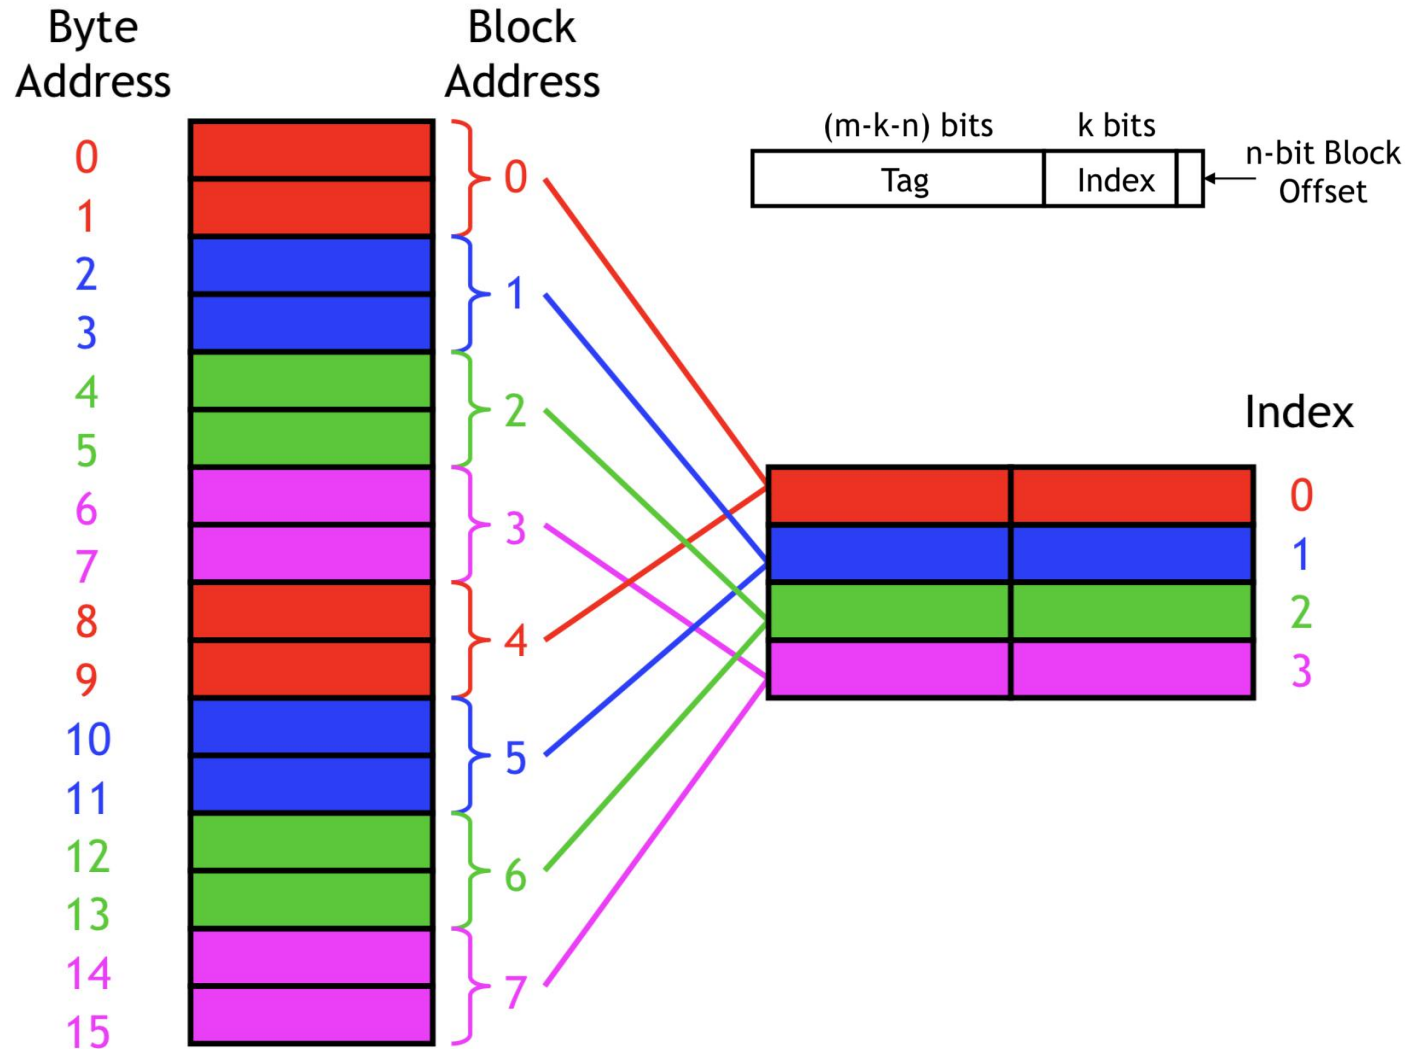 Byte
Address
Block
Address
(m-k-n) bits
k bits
Tag
Index
n-bit Block
Offset
0
1
2
3
4
5
6
7
8
9
10
11
12
13
14
15
0
1
2
3
4
5
6
7
Index
0
1
2
3